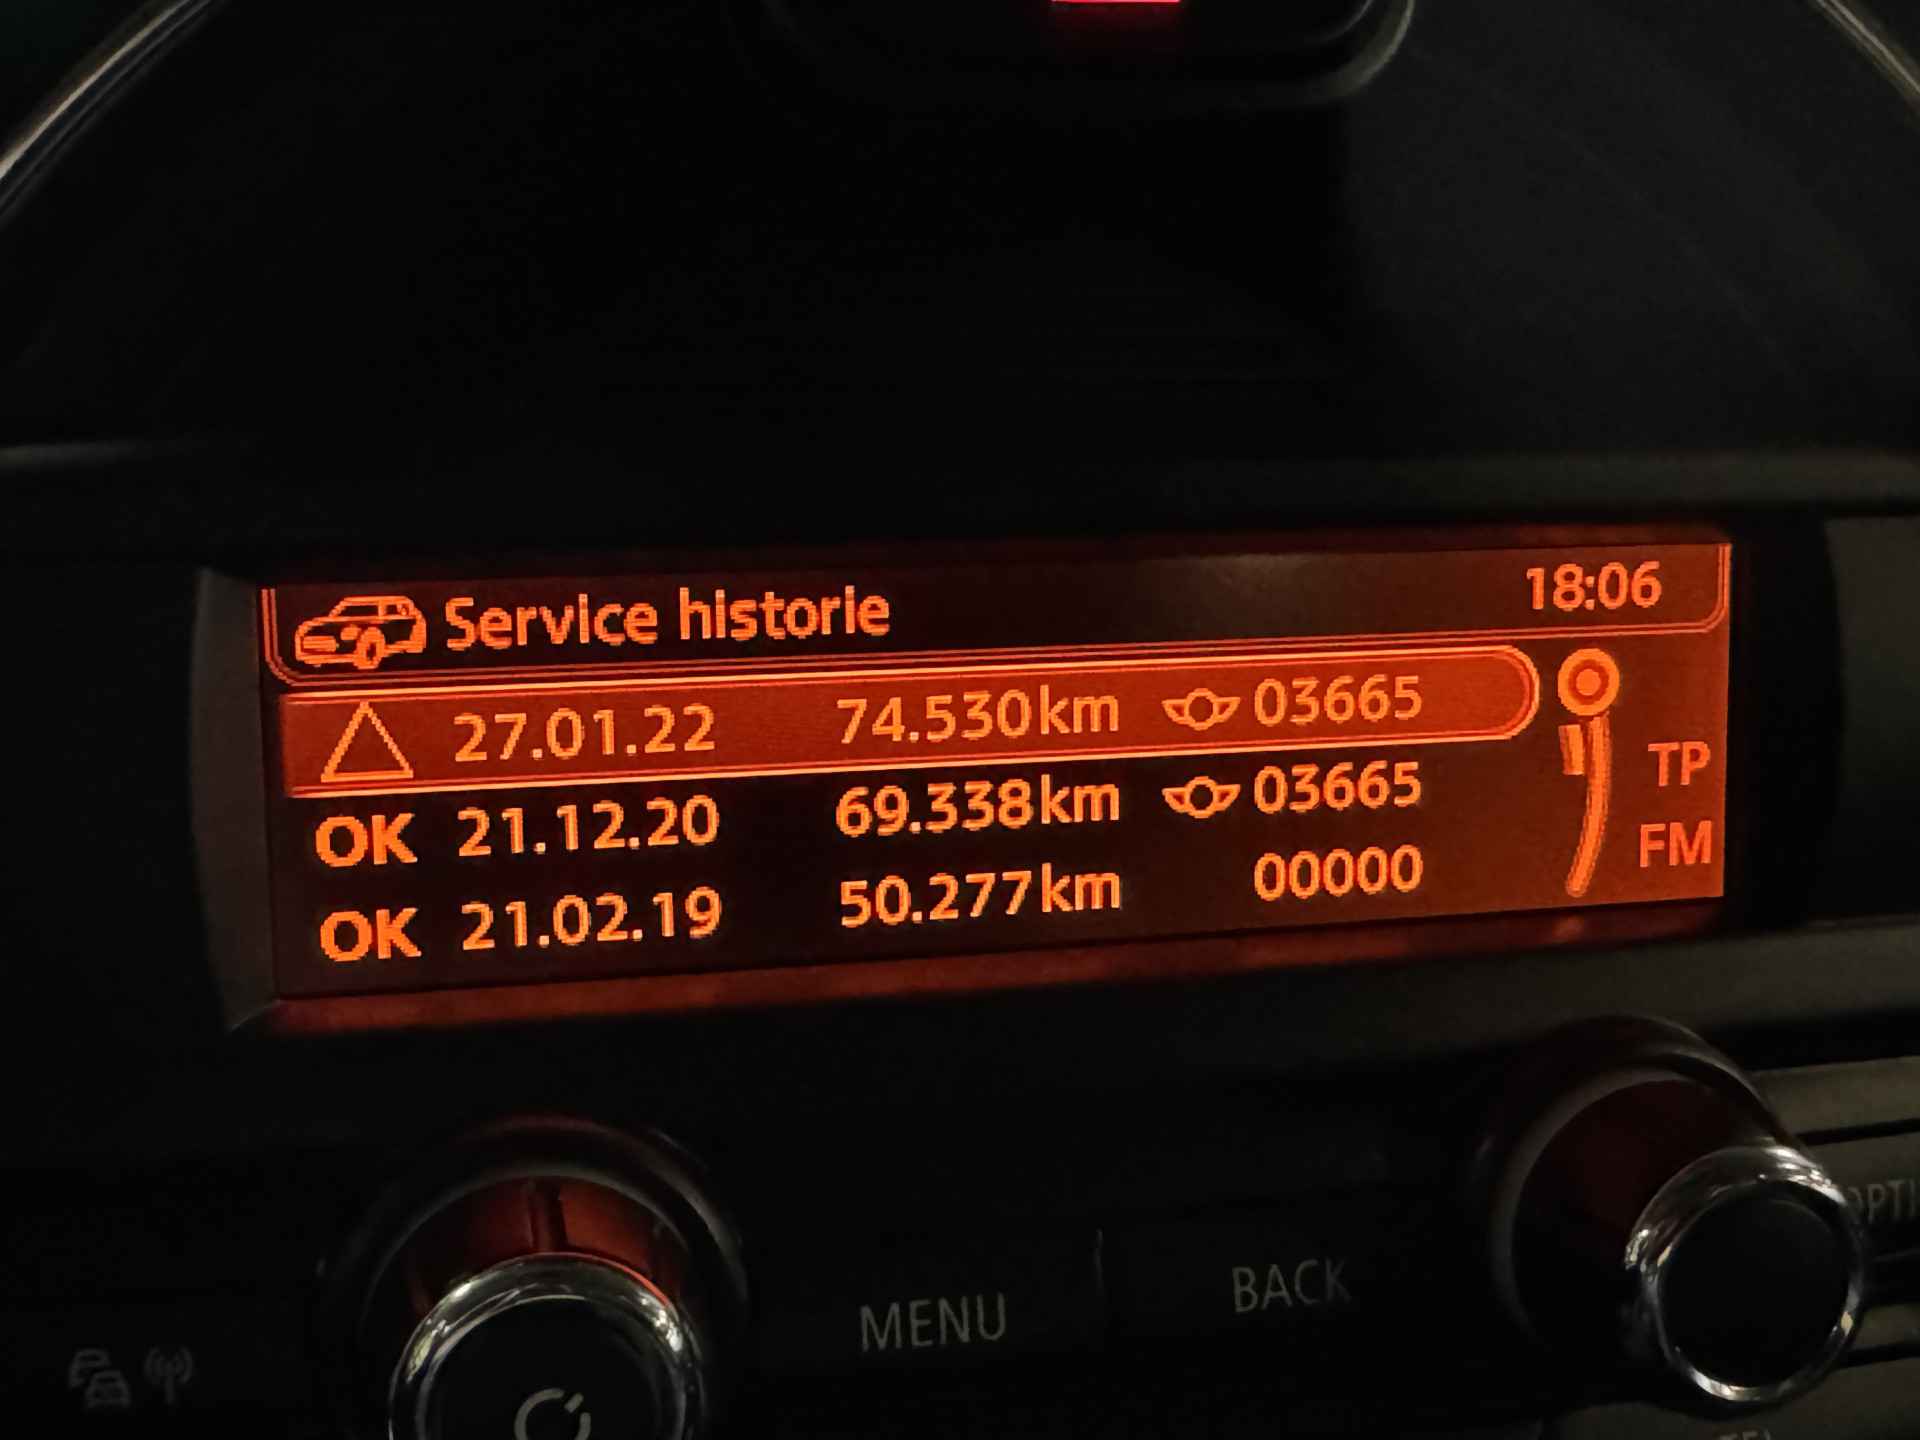 Service historie 18:06
27.01.22 74.530km 03665
OK 21.12.20 69.338km 03665
TP
OK 21.02.19 50.277km 00000
FM
MENU
BACK